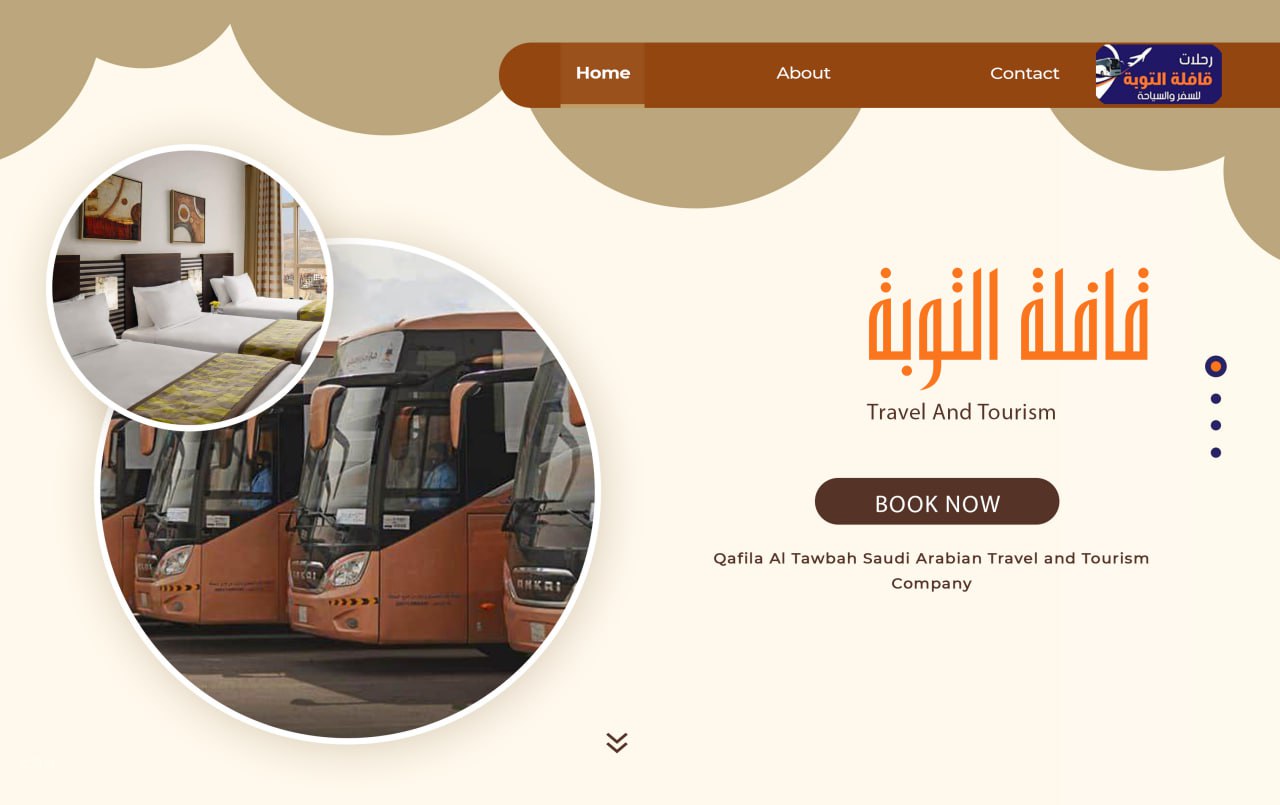 Home
About
Contact
رحلات
قافلة التوبة
للسفر والسياحة
قافلة التوبة
Travel And Tourism
BOOK NOW
Qafila Al Tawbah Saudi Arabian Travel and Tourism
Company
ANKAI